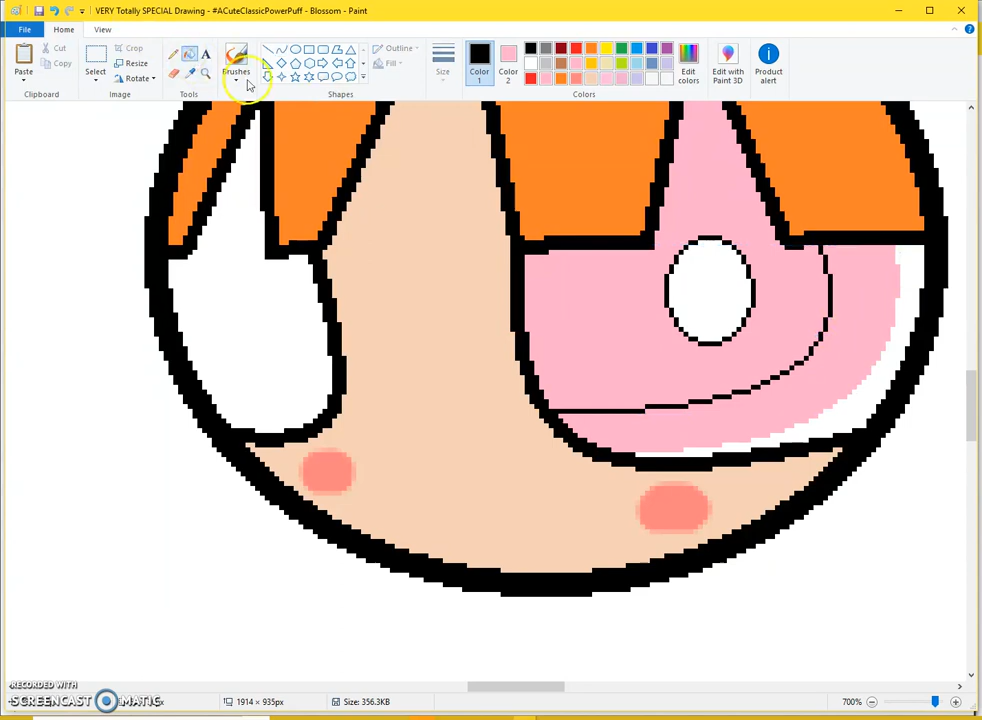 VERY Totally SPECIAL Drawing - #ACuteClassicPowerPuff - Blossom - Paint
File
Home
View
Paste
Cut
Copy
Clipboard
Select
Crop
Resize
Rotate
Image
A
Tools
Brushes
Shapes
Outline
Fill
Size
Color
1
Color
2
Colors
Edit
colors
Edit with
Paint 3D
Product
alert
RECORDED WITH
SCREENCAST MATIC
1914 × 935px
Size: 356.3KB
700%